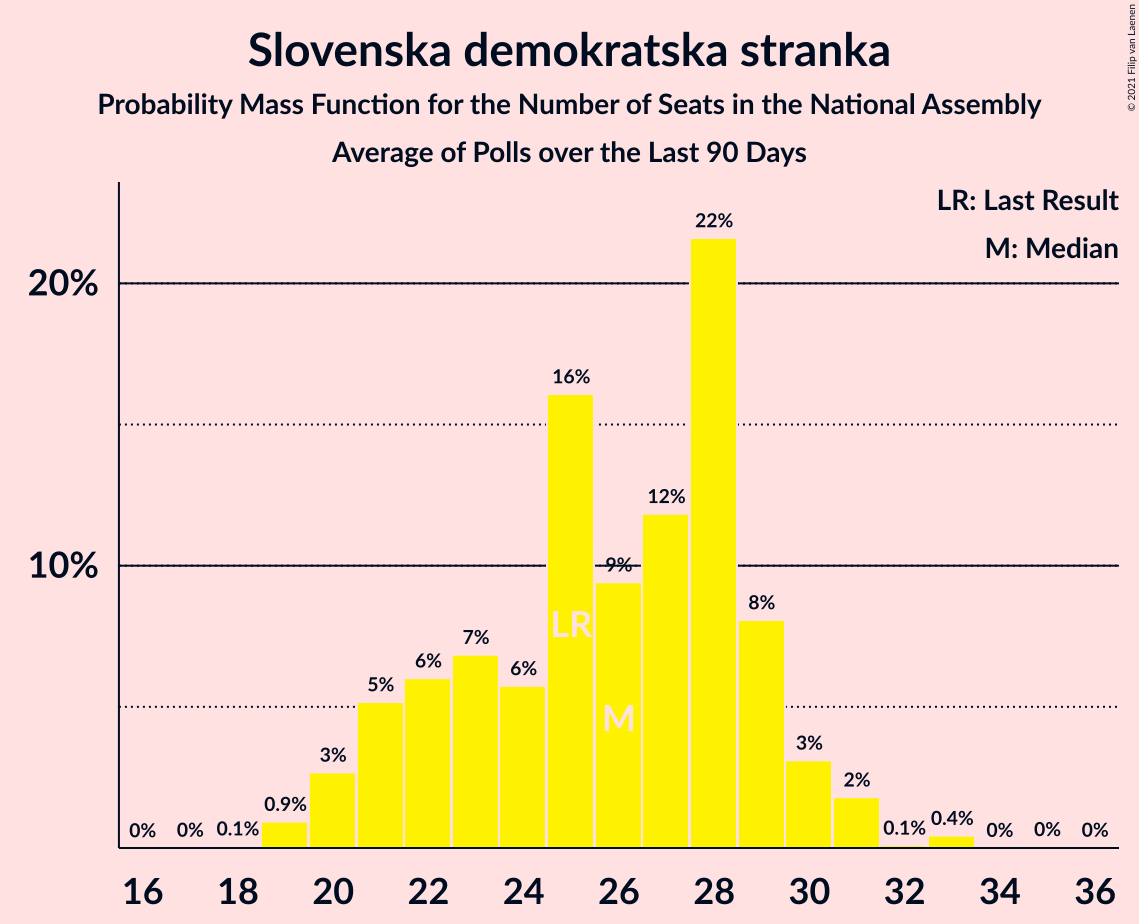 Slovenska demokratska stranka
Probability Mass Function for the Number of Seats in the National Assembly
Average of Polls over the Last 90 Days
© 2021 Filip van Laenen
LR: Last Result
M: Median
20%
10%
0%
0%
0.1%
0.9%
3%
5%
6%
7%
6%
16%
9%
12%
22%
8%
3%
2%
0.1%
0.4%
0%
0%
0%
LR
M
16 18 20 22 24 26 28 30 32 34 36